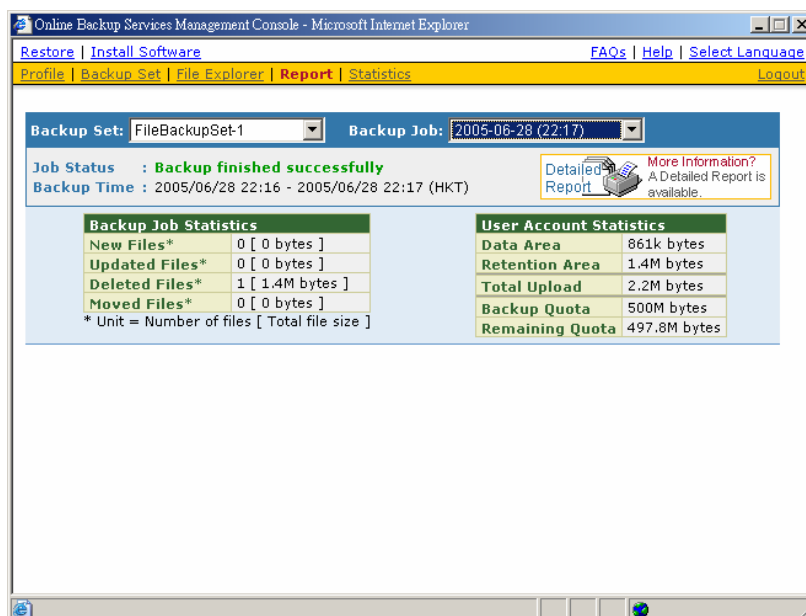 Online Backup Services Management Console - Microsoft Internet Explorer
Restore | Install Software FAQs | Help | Select Language
Profile | Backup Set | File Explorer | Report | Statistics Logout
Backup Set: FileBackupSet-1 Backup Job: 2005-06-28 (22:17)
Job Status : Backup finished successfully
Backup Time : 2005/06/28 22:16 - 2005/06/28 22:17 (HKT)
Detailed Report
More Information?
A Detailed Report is
available.
Backup Job Statistics
New Files* 0 [ 0 bytes ]
Updated Files* 0 [ 0 bytes ]
Deleted Files* 1 [ 1.4M bytes ]
Moved Files* 0 [ 0 bytes ]
* Unit = Number of files [ Total file size ]
User Account Statistics
Data Area 861k bytes
Retention Area 1.4M bytes
Total Upload 2.2M bytes
Backup Quota 500M bytes
Remaining Quota 497.8M bytes